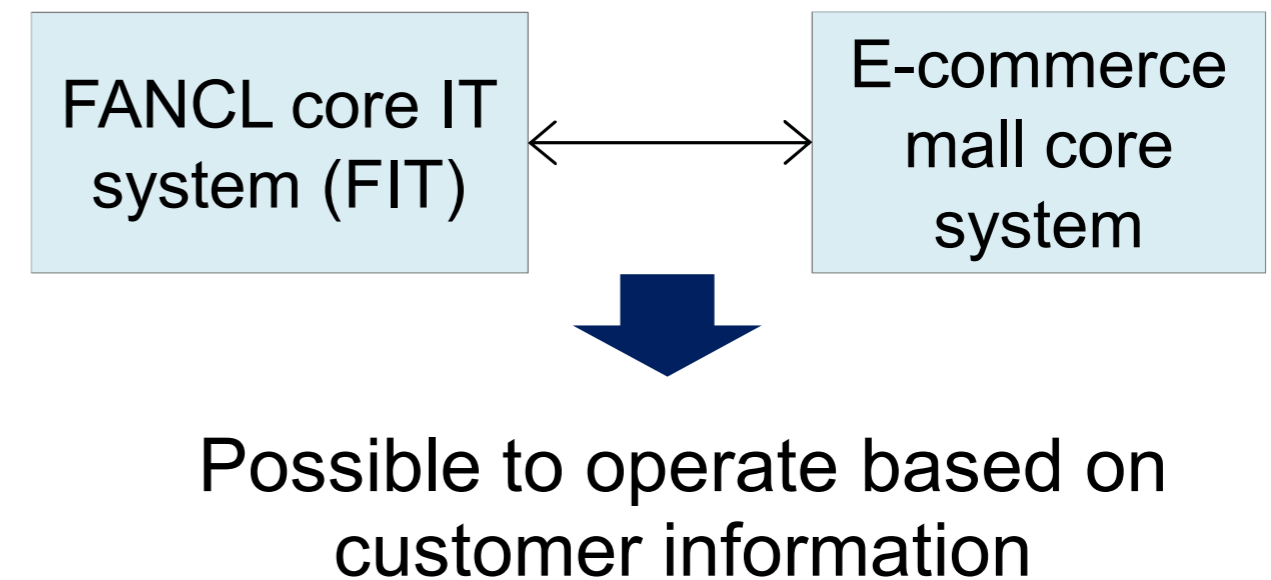 FANCL core IT
system (FIT)
E-commerce
mall core
system
Possible to operate based on
customer information